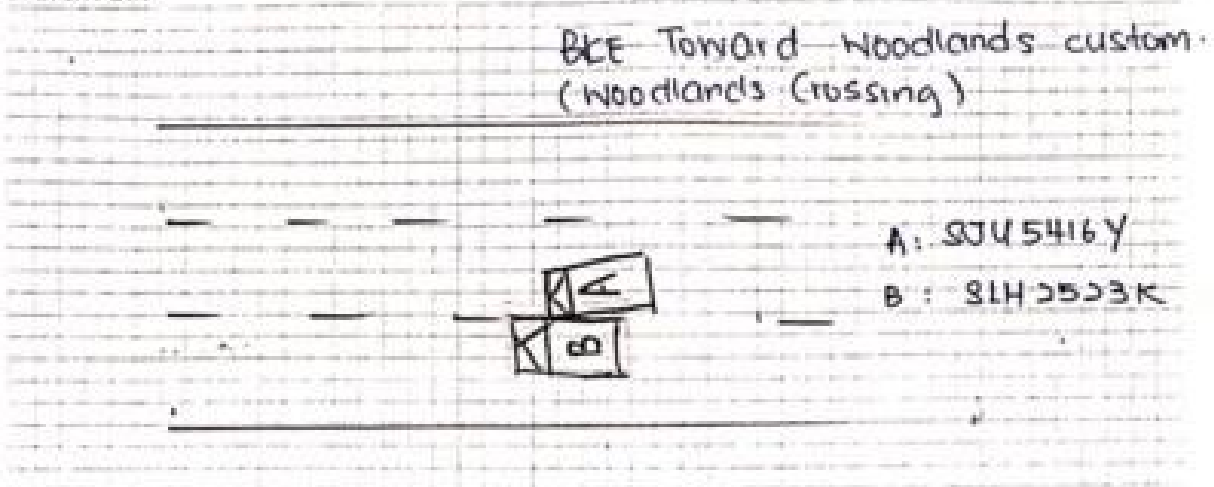 BKE Toward Woodlands custom.
(Woodlands Crossing)
A: SJU5416Y
B: SLH2523K
A
B